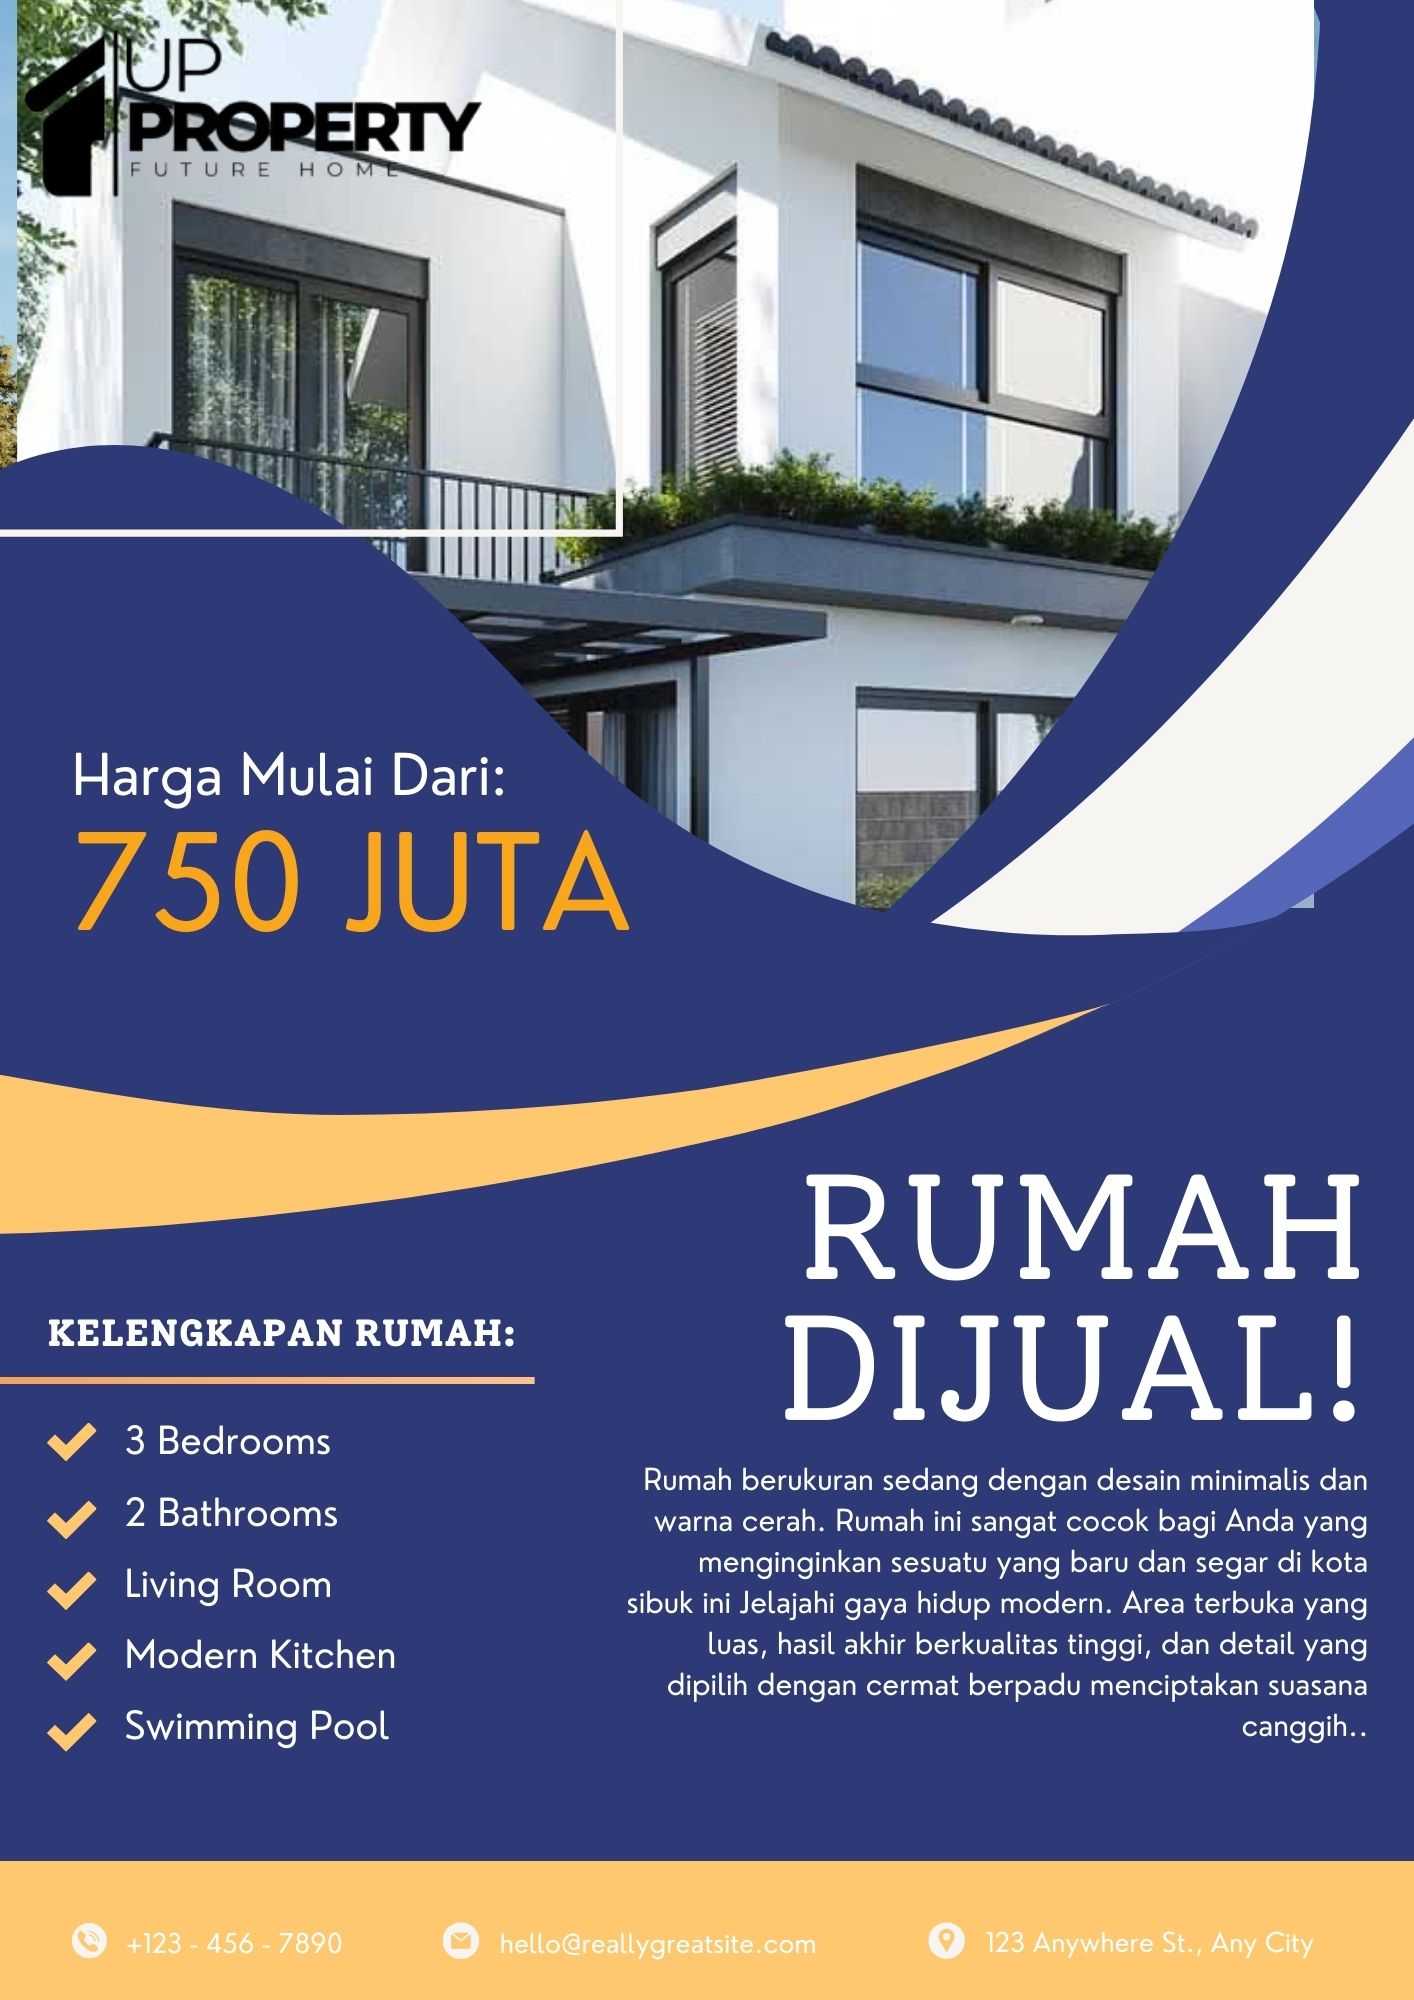 UP
PROPERTY
FUTURE HOME
Harga Mulai Dari:
750 JUTA
RUMAH
DIJUAL!
KELENGKAPAN RUMAH:
3 Bedrooms
2 Bathrooms
Living Room
Modern Kitchen
Swimming Pool
Rumah berukuran sedang dengan desain minimalis dan
warna cerah. Rumah ini sangat cocok bagi Anda yang
menginginkan sesuatu yang baru dan segar di kota
sibuk ini Jelajahi gaya hidup modern. Area terbuka yang
luas, hasil akhir berkualitas tinggi, dan detail yang
dipilih dengan cermat berpadu menciptakan suasana
canggih..
+123 - 456 - 7890
hello@reallygreatsite.com
123 Anywhere St., Any City